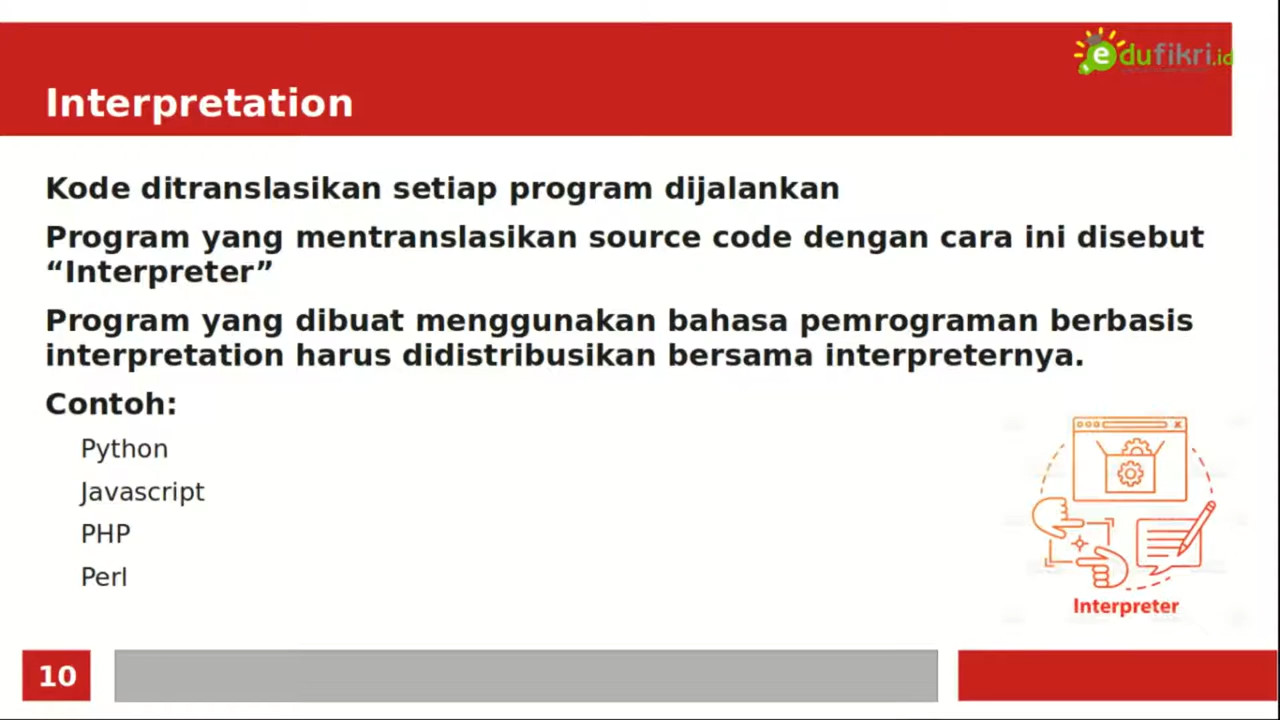 edufikri.id
Interpretation
Kode ditranslasikan setiap program dijalankan
Program yang mentranslasikan source code dengan cara ini disebut
“Interpreter”
Program yang dibuat menggunakan bahasa pemrograman berbasis
interpretation harus didistribusikan bersama interpreternya.
Contoh:
Python
Javascript
PHP
Perl
Interpreter
10